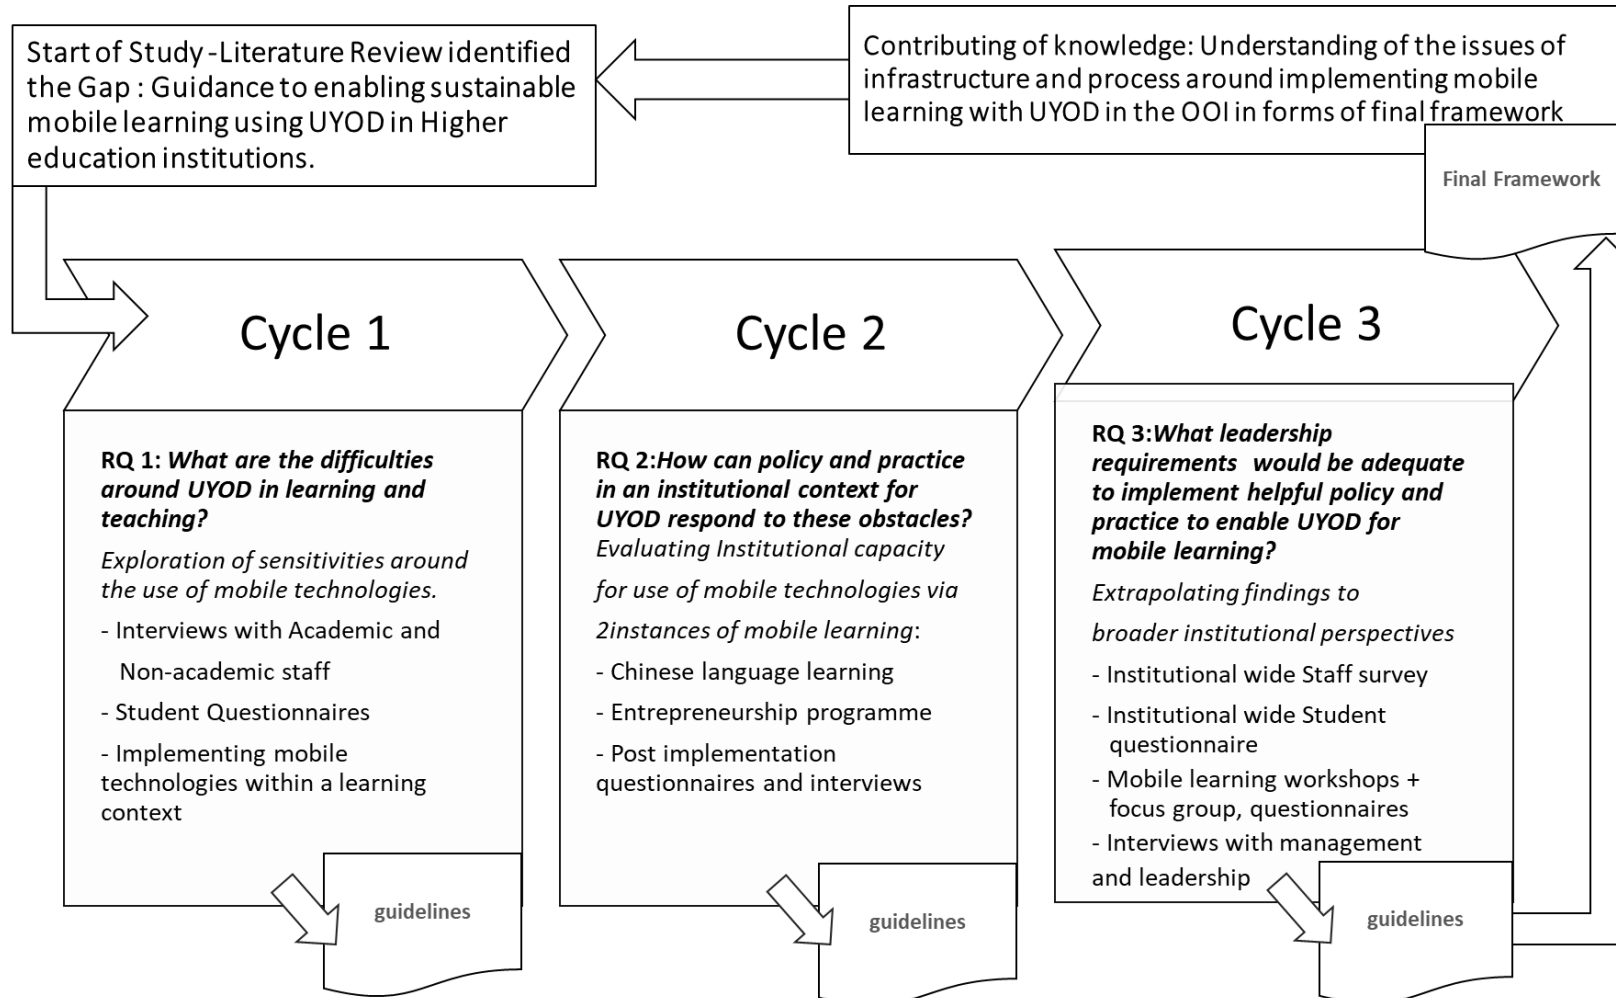 Start of Study -Literature Review identified
the Gap : Guidance to enabling sustainable
mobile learning using UYOD in Higher
education institutions.
Contributing of knowledge: Understanding of the issues of
infrastructure and process around implementing mobile
learning with UYOD in the OOI in forms of final framework
Final Framework
Cycle 1
RQ 1: What are the difficulties
around UYOD in learning and
teaching?
Exploration of sensitivities around
the use of mobile technologies.
- Interviews with Academic and
Non-academic staff
- Student Questionnaires
- Implementing mobile
technologies within a learning
context
guidelines
Cycle 2
RQ 2:How can policy and practice
in an institutional context for
UYOD respond to these obstacles?
Evaluating Institutional capacity
for use of mobile technologies via
2instances of mobile learning:
- Chinese language learning
- Entrepreneurship programme
- Post implementation
questionnaires and interviews
guidelines
Cycle 3
RQ 3:What leadership
requirements would be adequate
to implement helpful policy and
practice to enable UYOD for
mobile learning?
Extrapolating findings to
broader institutional perspectives
- Institutional wide Staff survey
- Institutional wide Student
questionnaire
- Mobile learning workshops +
focus group, questionnaires
- Interviews with management
and leadership
guidelines